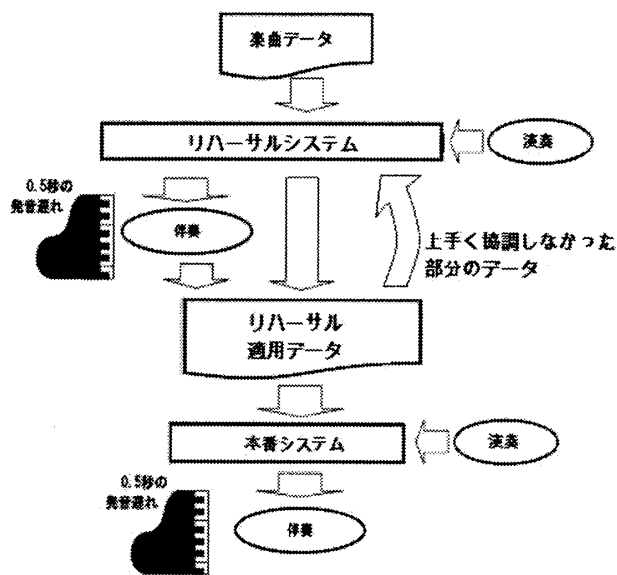 楽曲データ
リハーサルシステム
演奏
0.5秒の
発音遅れ
伴奏
上手く協調しなかった
部分のデータ
リハーサル
適用データ
本番システム
演奏
0.5秒の
発音遅れ
伴奏